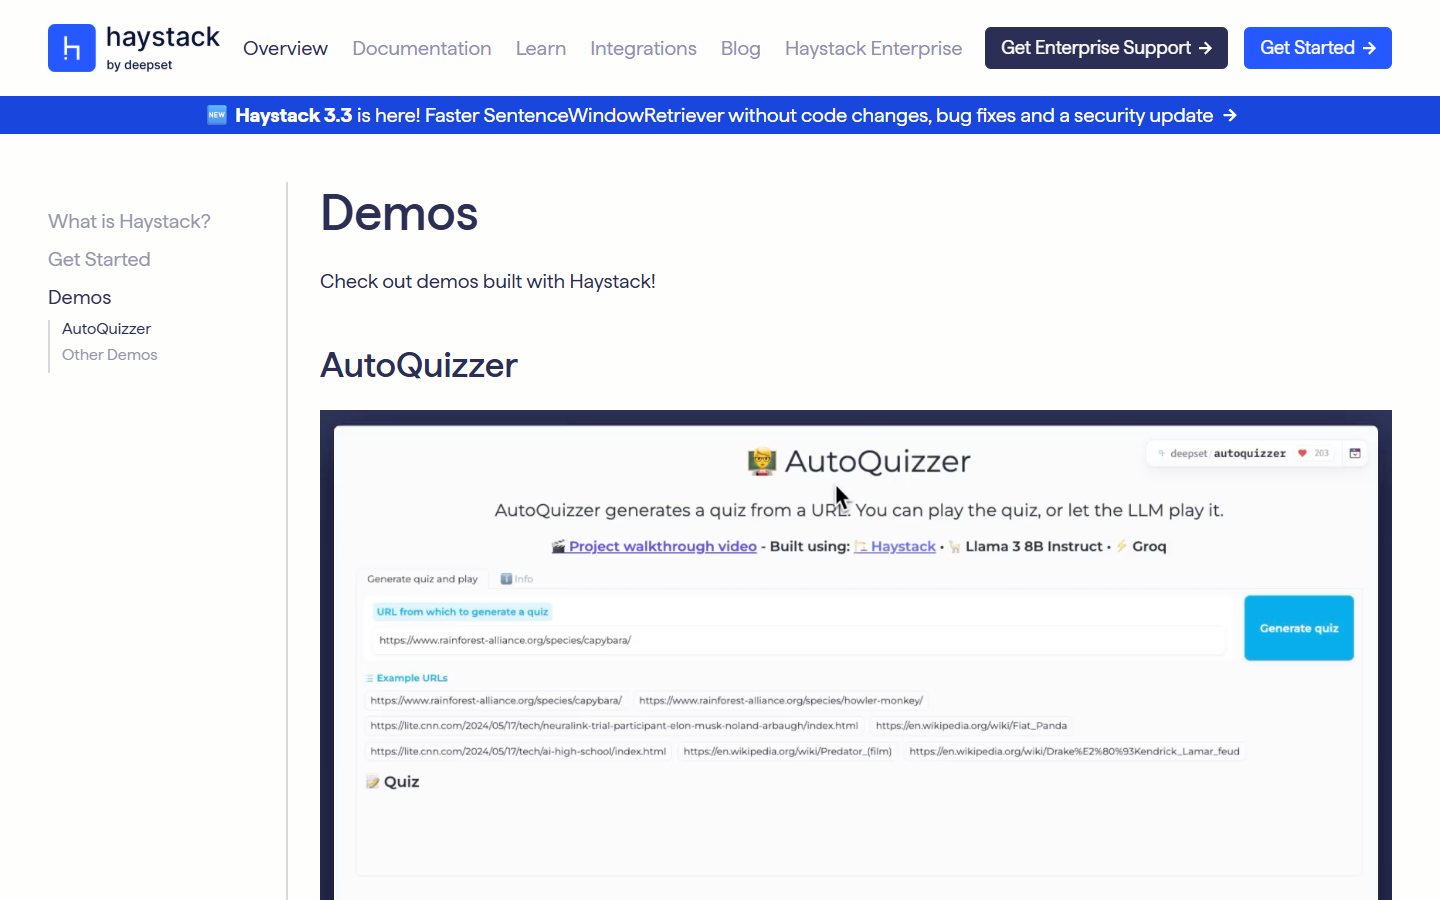 haystack
by deepset
Overview
Documentation
Learn
Integrations
Blog
Haystack Enterprise
Get Enterprise Support →
Get Started →
NEW Haystack 3.3 is here! Faster SentenceWindowRetriever without code changes, bug fixes and a security update →
What is Haystack?
Get Started
Demos
AutoQuizzer
Other Demos
Demos
Check out demos built with Haystack!
AutoQuizzer
AutoQuizzer
deepset autoquizzer 203
AutoQuizzer generates a quiz from a URL. You can play the quiz, or let the LLM play it.
Project walkthrough video - Built using: Haystack • Llama 3 8B Instruct • Groq
Generate quiz and play
Info
URL from which to generate a quiz
https://www.rainforest-alliance.org/species/capybara/
Generate quiz
Example URLs
https://www.rainforest-alliance.org/species/capybara/
https://www.rainforest-alliance.org/species/howler-monkey/
https://lite.cnn.com/2024/05/17/tech/neuralink-trial-participant-elon-musk-noland-arbaugh/index.html
https://en.wikipedia.org/wiki/Fiat_Panda
https://lite.cnn.com/2024/05/17/tech/ai-high-school/index.html
https://en.wikipedia.org/wiki/Predator_(film)
https://en.wikipedia.org/wiki/Drake%E2%80%93Kendrick_Lamar_feud
Quiz